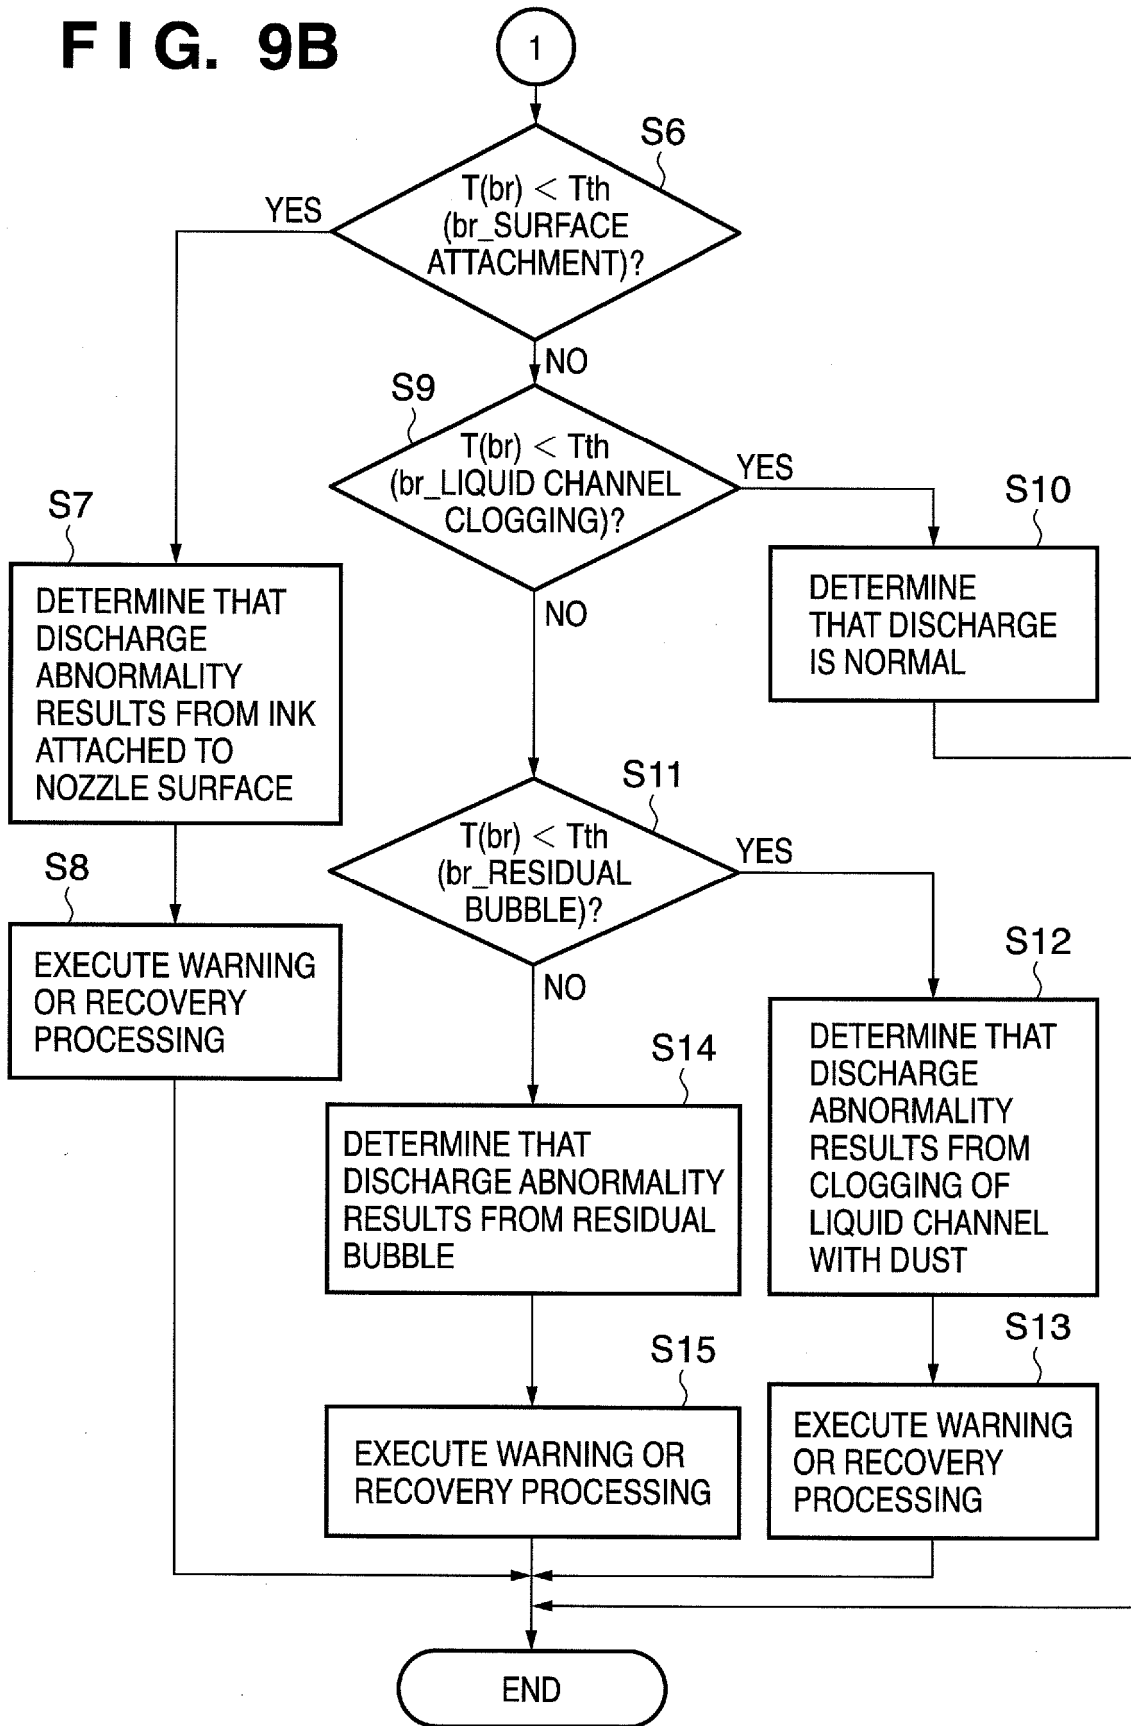 FIG. 9B
1
S6
T(br) < Tth
(br_SURFACE
ATTACHMENT)?
YES
NO
S9
T(br) < Tth
(br_LIQUID CHANNEL
CLOGGING)?
YES
NO
S7
DETERMINE THAT
DISCHARGE
ABNORMALITY
RESULTS FROM INK
ATTACHED TO
NOZZLE SURFACE
S10
DETERMINE
THAT DISCHARGE
IS NORMAL
S8
EXECUTE WARNING
OR RECOVERY
PROCESSING
S11
T(br) < Tth
(br_RESIDUAL
BUBBLE)?
YES
NO
S12
DETERMINE THAT
DISCHARGE
ABNORMALITY
RESULTS FROM
CLOGGING OF
LIQUID CHANNEL
WITH DUST
S14
DETERMINE THAT
DISCHARGE ABNORMALITY
RESULTS FROM RESIDUAL
BUBBLE
S13
EXECUTE WARNING
OR RECOVERY
PROCESSING
S15
EXECUTE WARNING OR
RECOVERY PROCESSING
END